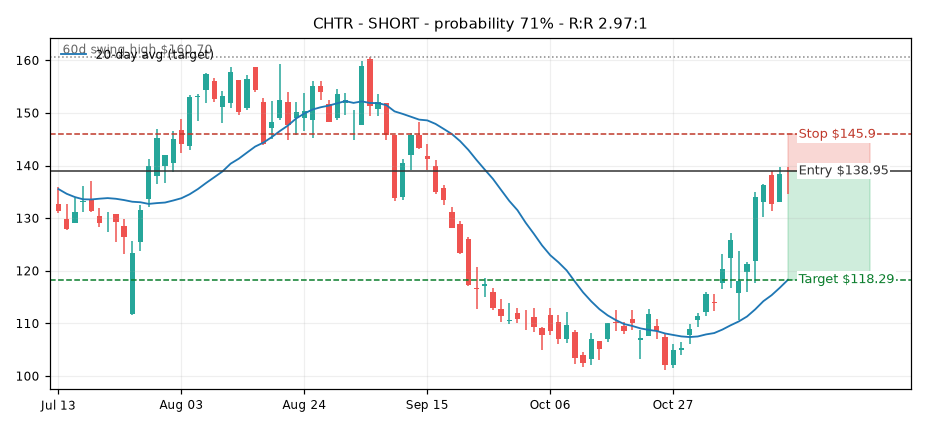 CHTR - SHORT - probability 71% - R:R 2.97:1
60d swing high $160.70
20-day avg (target)
160
150
140
130
120
110
100
Stop $145.9
Entry $138.95
Target $118.29
Jul 13
Aug 03
Aug 24
Sep 15
Oct 06
Oct 27